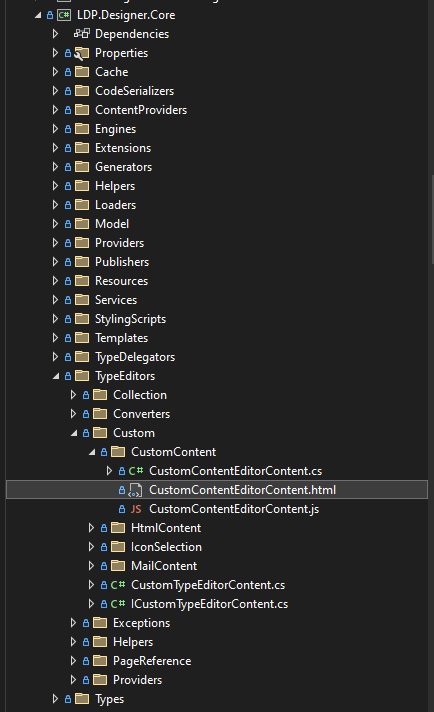 C# LDP.Designer.Core
Dependencies
Properties
Cache
CodeSerializers
ContentProviders
Engines
Extensions
Generators
Helpers
Loaders
Model
Providers
Publishers
Resources
Services
StylingScripts
Templates
TypeDelegators
TypeEditors
Collection
Converters
Custom
CustomContent
C# CustomContentEditorContent.cs
CustomContentEditorContent.html
JS CustomContentEditorContent.js
HtmlContent
IconSelection
MailContent
C# CustomTypeEditorContent.cs
C# ICustomTypeEditorContent.cs
Exceptions
Helpers
PageReference
Providers
Types